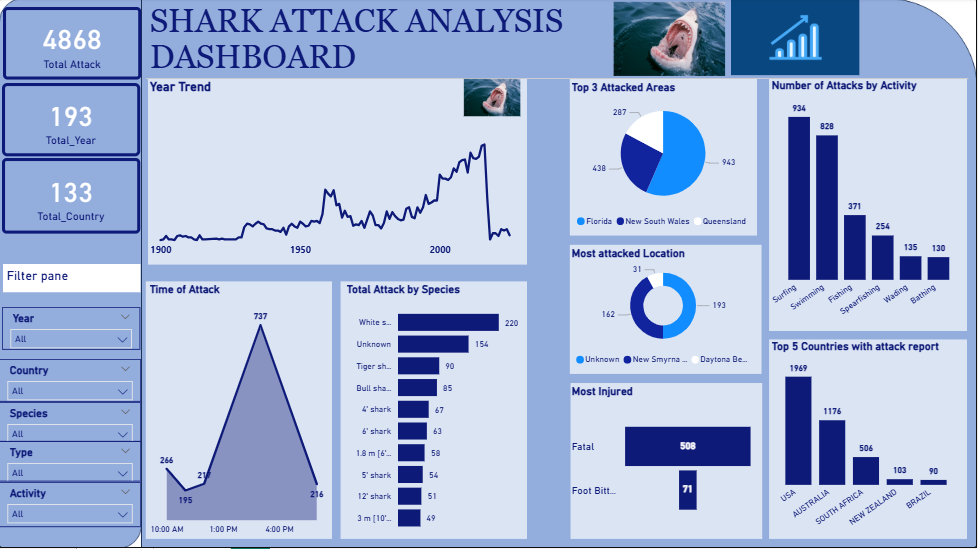 SHARK ATTACK ANALYSIS
DASHBOARD
4868
Total Attack
193
Total_Year
133
Total_Country
Filter pane
Year
All
Country
All
Species
All
Type
All
Activity
All
Year Trend
1900
1950
2000
Time of Attack
737
266
217
195
216
10:00 AM
1:00 PM
4:00 PM
Total Attack by Species
White s... 220
Unknown 154
Tiger sh... 90
Bull sha... 85
4' shark 67
6' shark 63
1.8 m [6'... 58
5' shark 54
12' shark 51
3 m [10'... 49
Top 3 Attacked Areas
287
438
943
Florida New South Wales Queensland
Most attacked Location
31
162
193
Unknown New Smyrna ... Daytona Be...
Most Injured
Fatal 508
Foot Bitt... 71
Number of Attacks by Activity
934
828
371
254
135
130
Surfing
Swimming
Fishing
Spearfishing
Wading
Bathing
Top 5 Countries with attack report
1969
1176
506
103
90
USA
AUSTRALIA
SOUTH AFRICA
NEW ZEALAND
BRAZIL